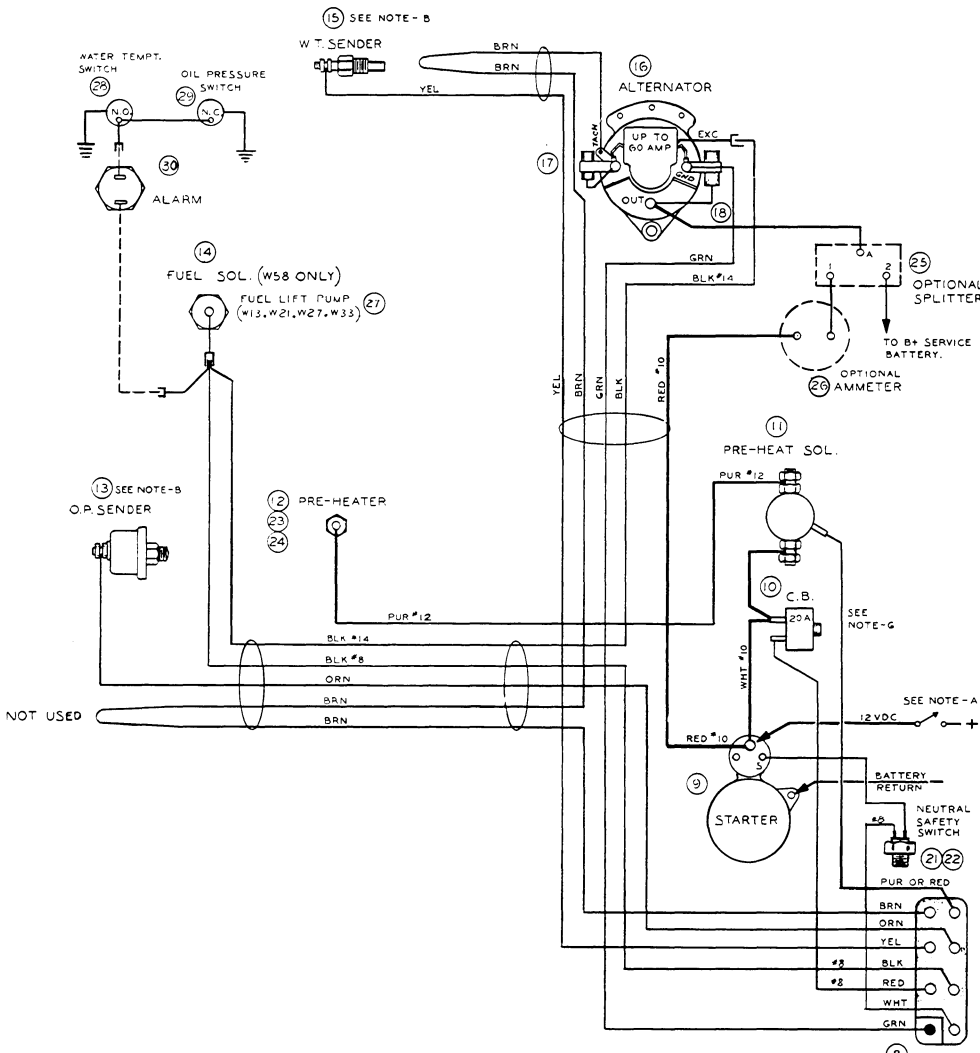 15 SEE NOTE-B
W.T. SENDER
BRN
BRN
YEL
WATER TEMPT.
SWITCH
28
OIL PRESSURE
SWITCH
29
N.O.
N.C.
30
ALARM
16
ALTERNATOR
TACH
UP TO
60 AMP
EXC
GND
OUT
17
18
GRN
BLK #14
A
1
2
25
OPTIONAL
SPLITTER
TO B+ SERVICE
BATTERY.
OPTIONAL
26 AMMETER
14
FUEL SOL. (W58 ONLY)
FUEL LIFT PUMP
(W13.W21.W27.W33)
27
YEL
BRN
GRN
BLK
RED #10
11
PRE-HEAT SOL.
PUR #12
13 SEE NOTE-B
O.P. SENDER
12 PRE-HEATER
23
24
10
C.B.
20A
SEE
NOTE-G
PUR #12
BLK #14
BLK #8
ORN
BRN
BRN
NOT USED
WHT #10
RED #10
12 VDC
SEE NOTE-A
+
S
9
STARTER
BATTERY
RETURN
NEUTRAL
SAFETY
SWITCH
#8
21 22
PUR OR RED
BRN
ORN
YEL
#8 BLK
#8 RED
WHT
GRN